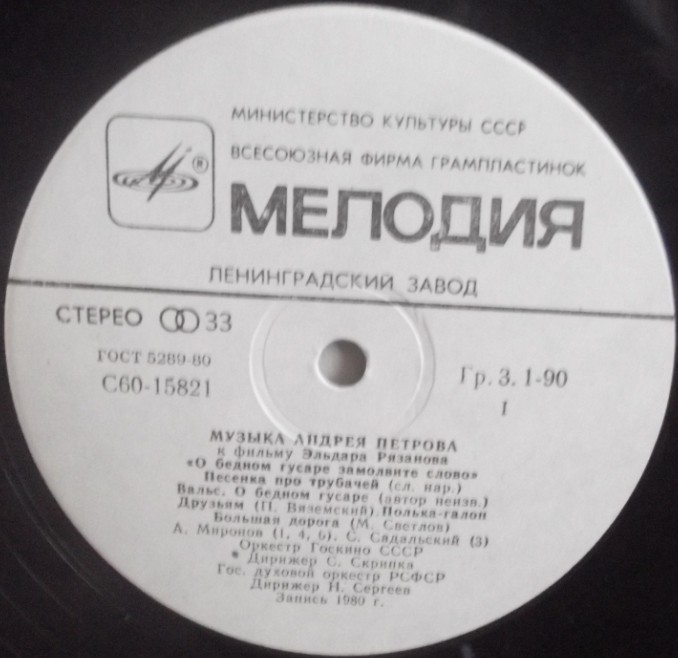 МИНИСТЕРСТВО КУЛЬТУРЫ СССР
ВСЕСОЮЗНАЯ ФИРМА ГРАМПЛАСТИНОК
®
МЕЛОДИЯ
ЛЕНИНГРАДСКИЙ ЗАВОД
СТЕРЕО 33
ГОСТ 5289-80
С60-15821
Гр. 3. 1-90
I
МУЗЫКА АНДРЕЯ ПЕТРОВА
к фильму Эльдара Рязанова
«О бедном гусаре замолвите слово»
Песенка про трубачей (сл. нар.)
Вальс. О бедном гусаре (автор неизв.)
Друзьям (П. Вяземский). Полька-галоп
Большая дорога (М. Светлов)
А. Миронов (1, 4, 6). С. Садальский (3)
Оркестр Госкино СССР
* Дирижер С. Скрипка
Гос. духовой оркестр РСФСР
Дирижер Н. Сергеев
Запись 1980 г.